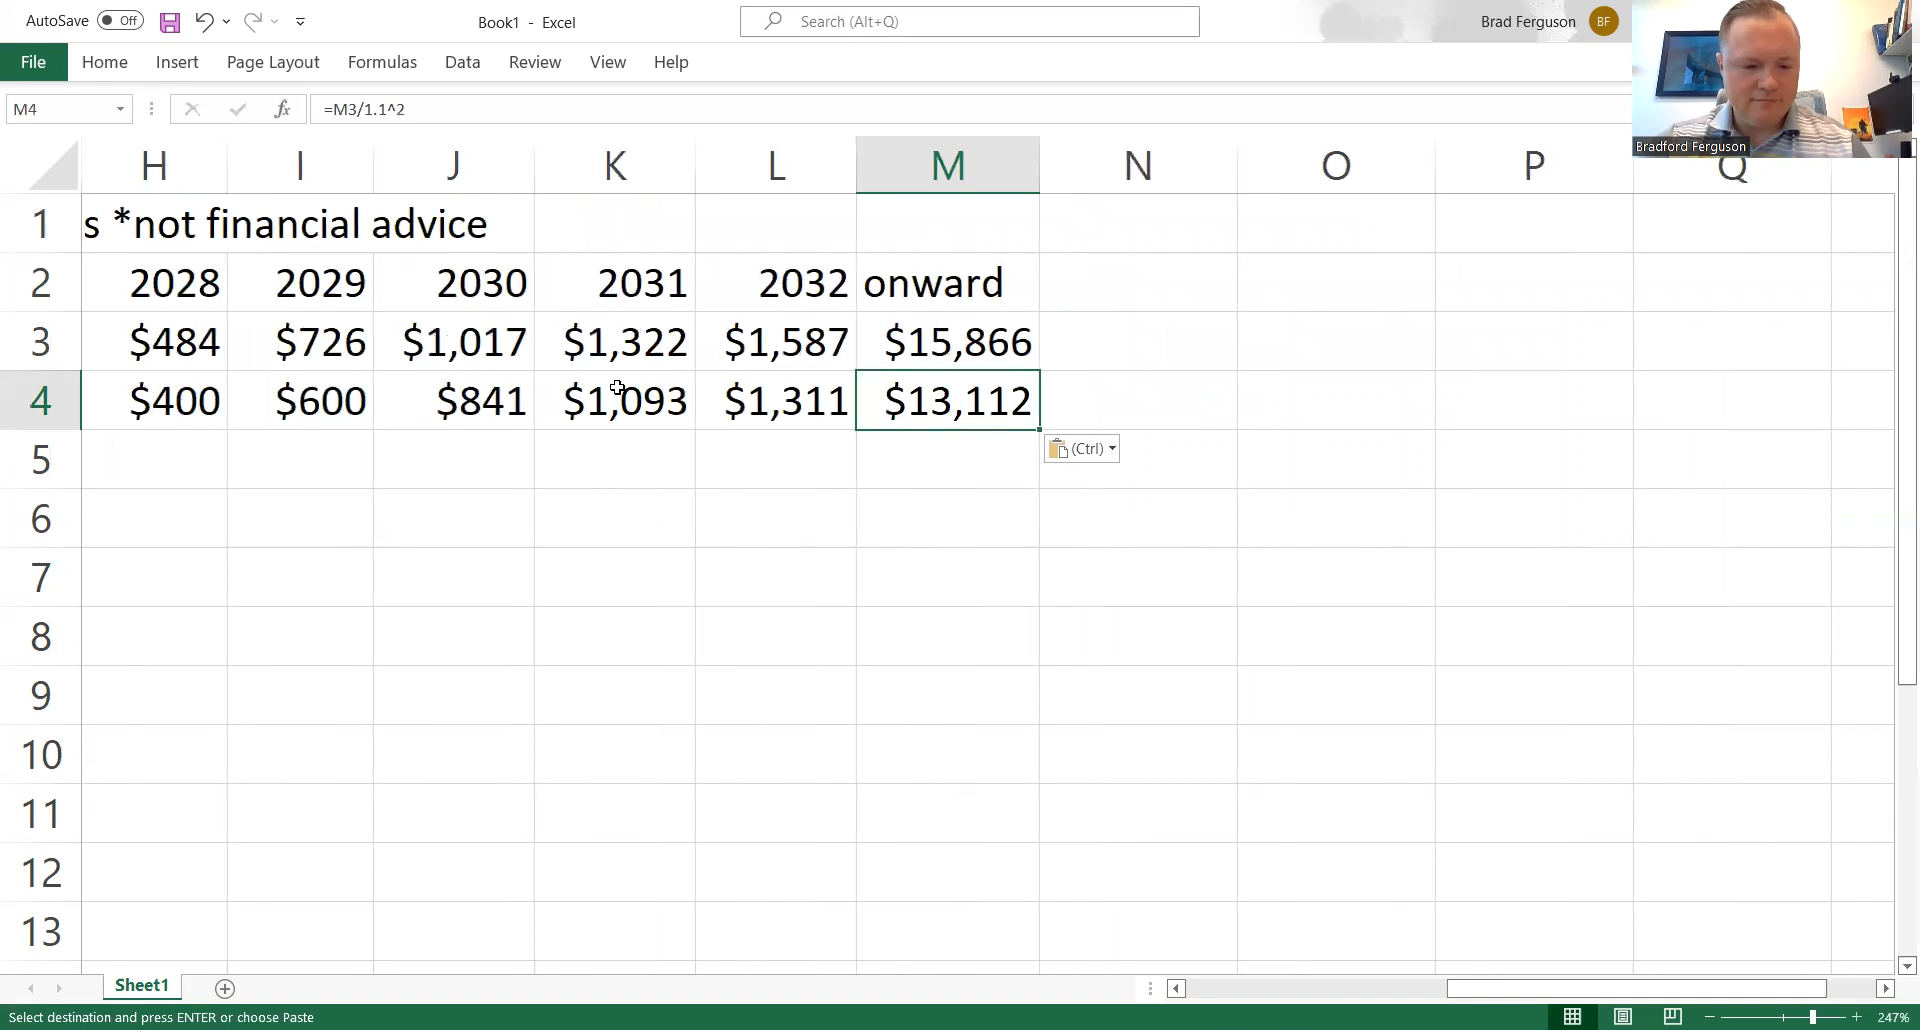 AutoSave Off Book1 - Excel Search (Alt+Q) Brad Ferguson BF
File Home Insert Page Layout Formulas Data Review View Help
M4 fx =M3/1.1^2
Bradford Ferguson
H I J K L M N O P Q
1 s *not financial advice
2 2028 2029 2030 2031 2032 onward
3 $484 $726 $1,017 $1,322 $1,587 $15,866
4 $400 $600 $841 $1,093 $1,311 $13,112
(Ctrl)
5
6
7
8
9
10
11
12
13
Sheet1
Select destination and press ENTER or choose Paste 247%